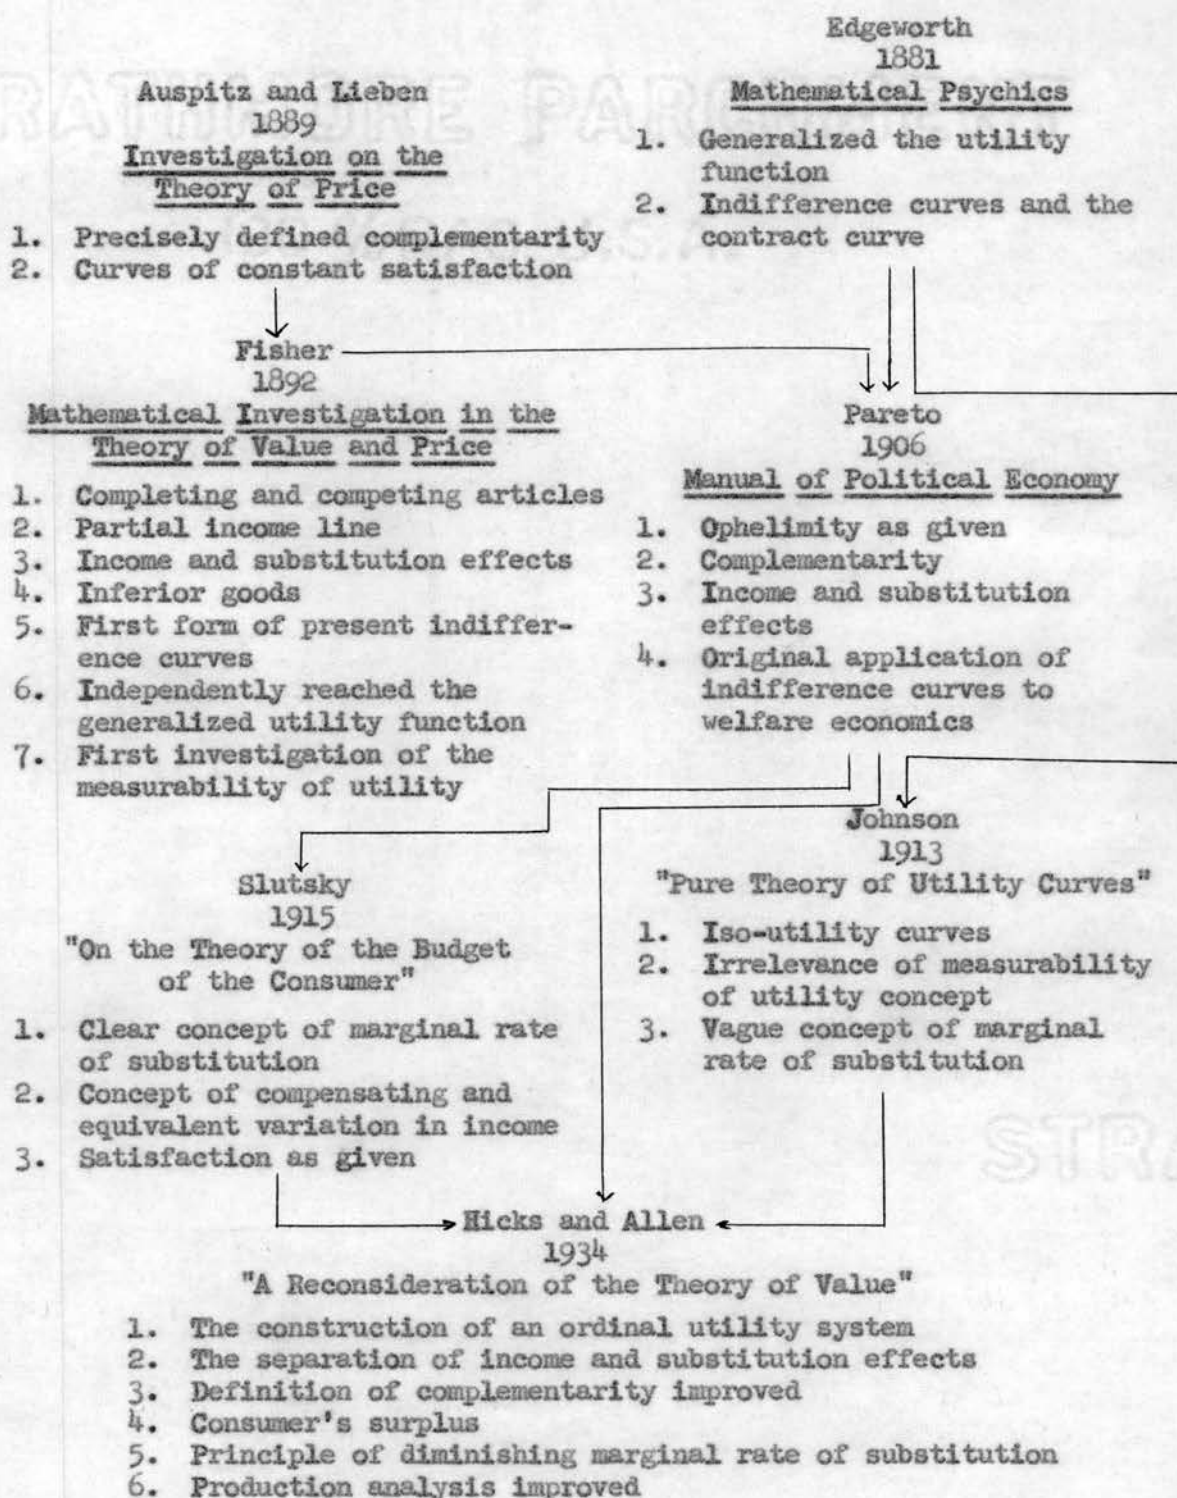 Edgeworth
1881
Mathematical Psychics
1. Generalized the utility
function
2. Indifference curves and the
contract curve
Auspitz and Lieben
1889
Investigation on the
Theory of Price
1. Precisely defined complementarity
2. Curves of constant satisfaction
Fisher
1892
Mathematical Investigation in the
Theory of Value and Price
1. Completing and competing articles
2. Partial income line
3. Income and substitution effects
4. Inferior goods
5. First form of present indiffer-
ence curves
6. Independently reached the
generalized utility function
7. First investigation of the
measurability of utility
Pareto
1906
Manual of Political Economy
1. Ophelimity as given
2. Complementarity
3. Income and substitution
effects
4. Original application of
indifference curves to
welfare economics
Slutsky
1915
"On the Theory of the Budget
of the Consumer"
1. Clear concept of marginal rate
of substitution
2. Concept of compensating and
equivalent variation in income
3. Satisfaction as given
Johnson
1913
"Pure Theory of Utility Curves"
1. Iso-utility curves
2. Irrelevance of measurability
of utility concept
3. Vague concept of marginal
rate of substitution
Hicks and Allen
1934
"A Reconsideration of the Theory of Value"
1. The construction of an ordinal utility system
2. The separation of income and substitution effects
3. Definition of complementarity improved
4. Consumer's surplus
5. Principle of diminishing marginal rate of substitution
6. Production analysis improved